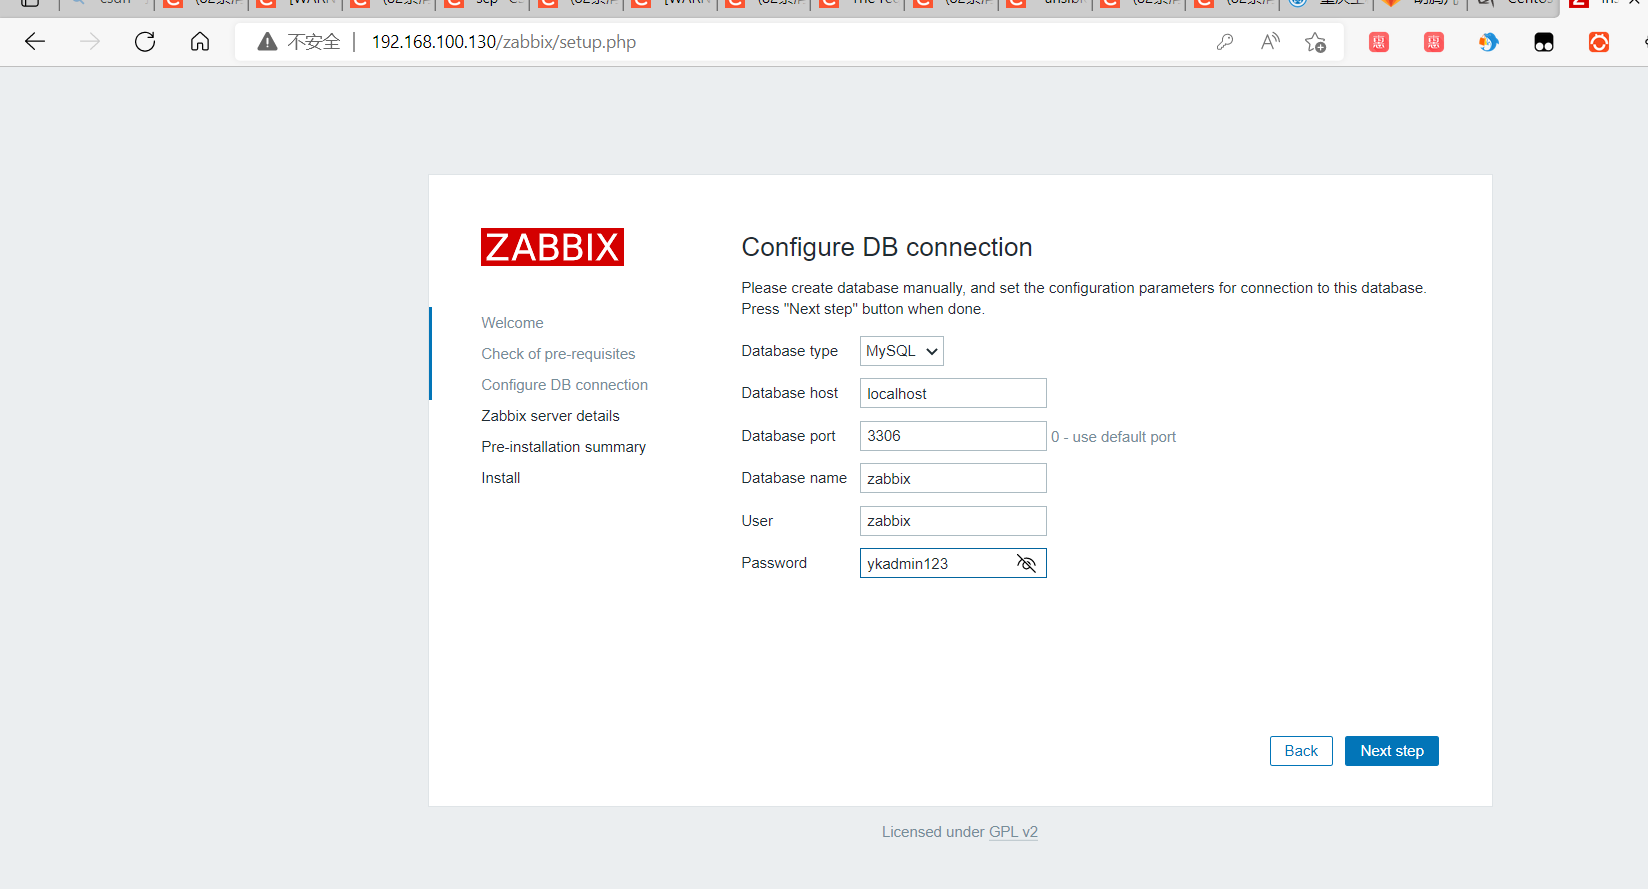 不安全
192.168.100.130/zabbix/setup.php
ZABBIX
Welcome
Check of pre-requisites
Configure DB connection
Zabbix server details
Pre-installation summary
Install
Configure DB connection
Please create database manually, and set the configuration parameters for connection to this database.
Press "Next step" button when done.
Database type MySQL
Database host localhost
Database port 3306 0 - use default port
Database name zabbix
User zabbix
Password ykadmin123
Back Next step
Licensed under GPL v2